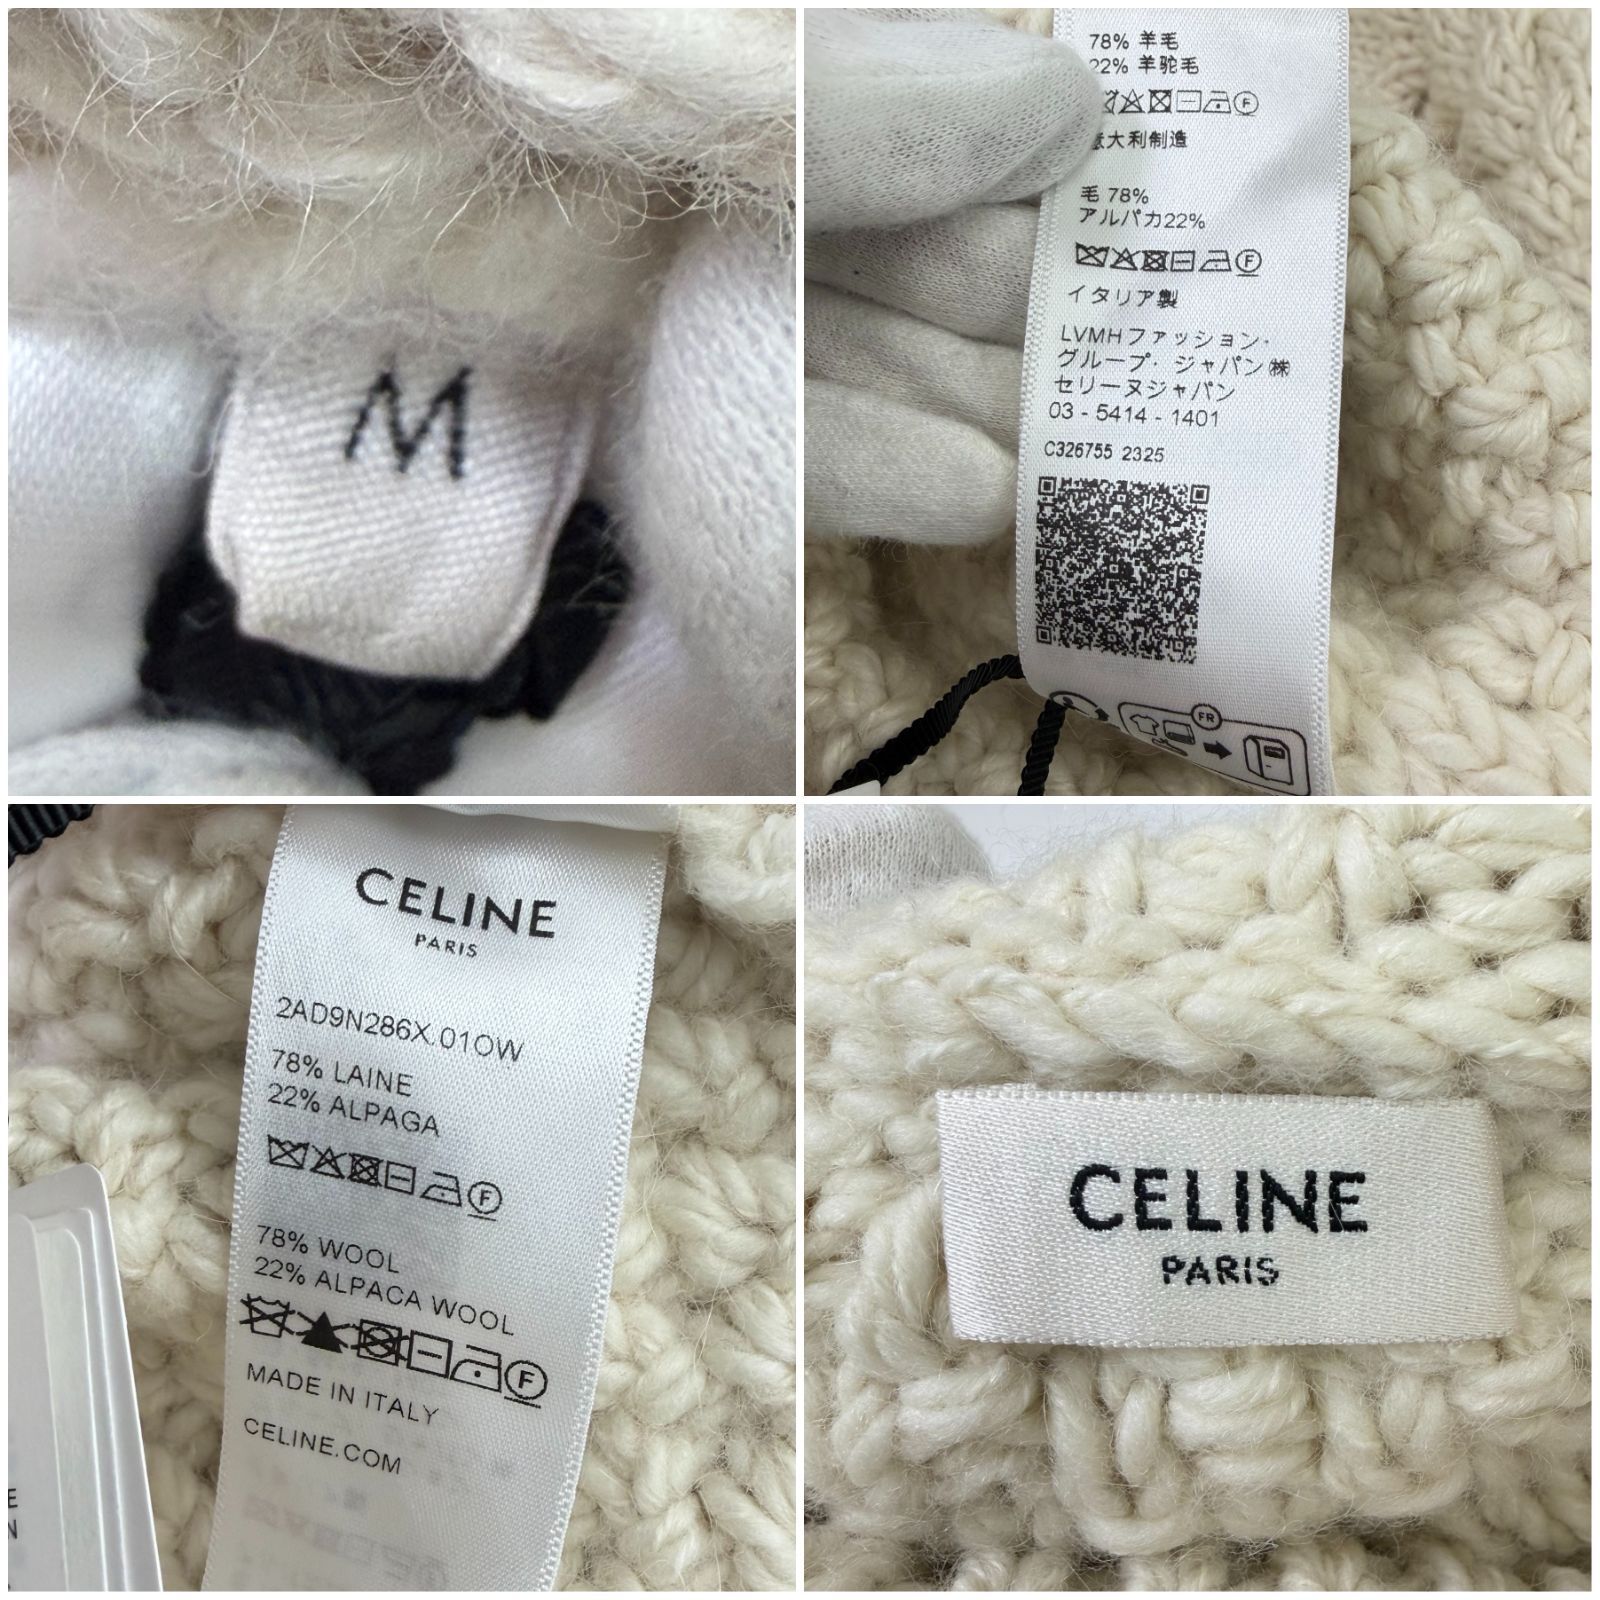 M
78% 羊毛
22% 羊驼毛
意大利制造
毛 78%
アルパカ22%
イタリア製
LVMHファッション・
グループ・ジャパン㈱
セリーヌジャパン
03 - 5414 - 1401
C326755 2325
FR
CELINE
PARIS
2AD9N286X.01OW
78% LAINE
22% ALPAGA
F
78% WOOL
22% ALPACA WOOL
F
MADE IN ITALY
CELINE.COM
CELINE
PARIS